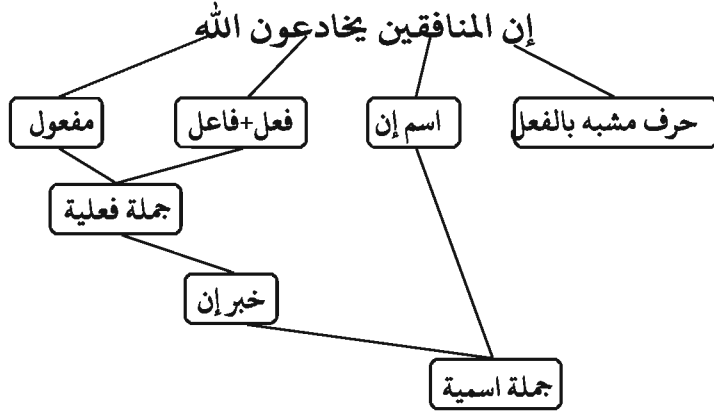 إن المنافقين يخادعون الله
حرف مشبه بالفعل
اسم إن
فعل+فاعل
مفعول
جملة فعلية
خبر إن
جملة اسمية